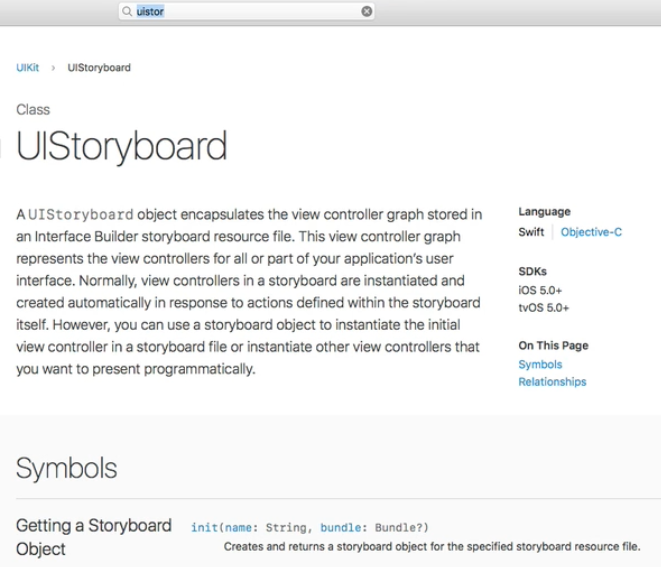 uistor
UIKit > UIStoryboard
Class
UIStoryboard
A UIStoryboard object encapsulates the view controller graph stored in
an Interface Builder storyboard resource file. This view controller graph
represents the view controllers for all or part of your application's user
interface. Normally, view controllers in a storyboard are instantiated and
created automatically in response to actions defined within the storyboard
itself. However, you can use a storyboard object to instantiate the initial
view controller in a storyboard file or instantiate other view controllers that
you want to present programmatically.
Language
Swift Objective-C
SDKs
iOS 5.0+
tvOS 5.0+
On This Page
Symbols
Relationships
Symbols
Getting a Storyboard
Object
init(name: String, bundle: Bundle?)
Creates and returns a storyboard object for the specified storyboard resource file.